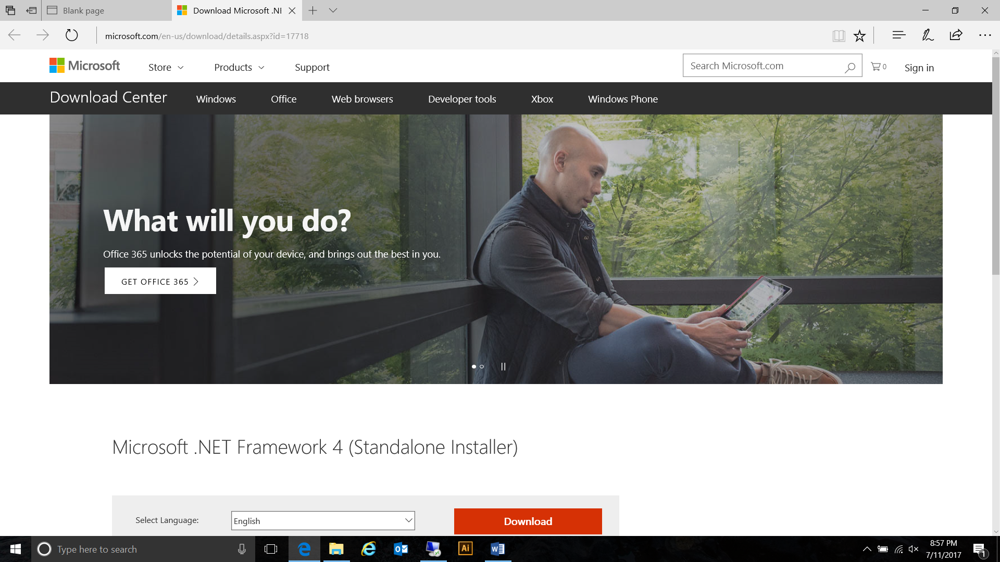 Blank page
Download Microsoft .NI
microsoft.com/en-us/download/details.aspx?id=17718
Microsoft
Store
Products
Support
Search Microsoft.com
0
Sign in
Download Center
Windows
Office
Web browsers
Developer tools
Xbox
Windows Phone
What will you do?
Office 365 unlocks the potential of your device, and brings out the best in you.
GET OFFICE 365
Microsoft .NET Framework 4 (Standalone Installer)
Select Language:
English
Download
Type here to search
Ai
8:57 PM
7/11/2017
1